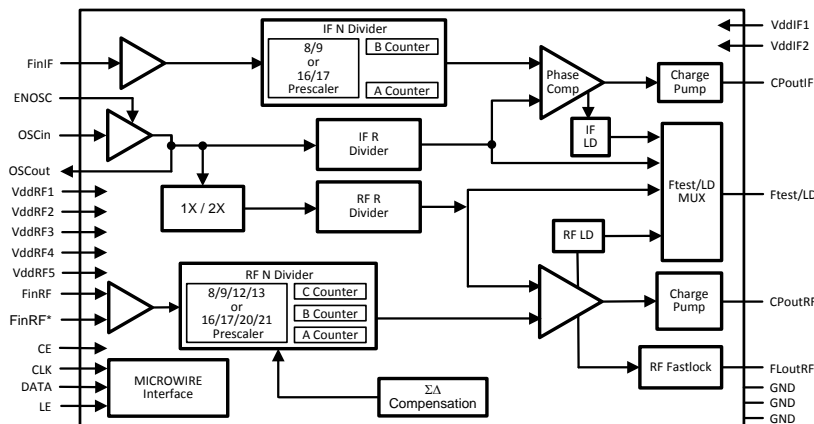 IF N Divider
8/9
or
16/17
Prescaler
B Counter
A Counter
FinIF
ENOSC
OSCin
OSCout
VddRF1
VddRF2
VddRF3
VddRF4
VddRF5
FinRF
FinRF*
CE
CLK
DATA
LE
IF R
Divider
1X / 2X
RF R
Divider
Phase
Comp
IF
LD
Charge
Pump
Ftest/LD
MUX
RF LD
RF N Divider
8/9/12/13
or
16/17/20/21
Prescaler
C Counter
B Counter
A Counter
MICROWIRE
Interface
ΣΔ
Compensation
Charge
Pump
RF Fastlock
VddIF1
VddIF2
CPoutIF
Ftest/LD
CPoutRF
FLoutRF
GND
GND
GND